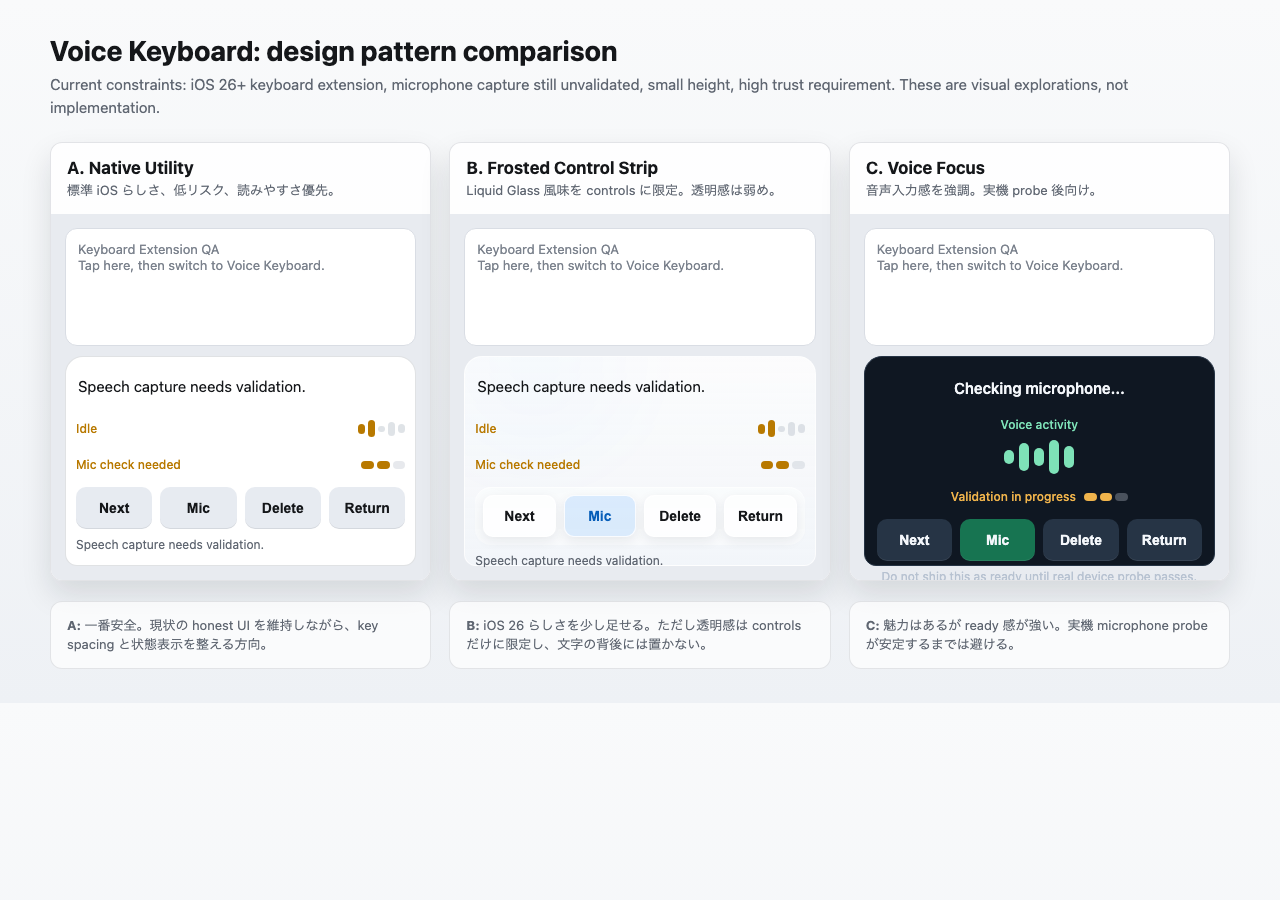 Voice Keyboard: design pattern comparison
Current constraints: iOS 26+ keyboard extension, microphone capture still unvalidated, small height, high trust requirement. These are visual explorations, not
implementation.
A. Native Utility
標準 iOS らしさ、低リスク、読みやすさ優先。
Keyboard Extension QA
Tap here, then switch to Voice Keyboard.
Speech capture needs validation.
Idle
Mic check needed
Next
Mic
Delete
Return
Speech capture needs validation.
A: 一番安全。現状の honest UI を維持しながら、key
spacing と状態表示を整える方向。
B. Frosted Control Strip
Liquid Glass 風味を controls に限定。透明感は弱め。
Keyboard Extension QA
Tap here, then switch to Voice Keyboard.
Speech capture needs validation.
Idle
Mic check needed
Next
Mic
Delete
Return
Speech capture needs validation.
B: iOS 26 らしさを少し足せる。ただし透明感は controls
だけに限定し、文字の背後には置かない。
C. Voice Focus
音声入力感を強調。実機 probe 後向け。
Keyboard Extension QA
Tap here, then switch to Voice Keyboard.
Checking microphone...
Voice activity
Validation in progress
Next
Mic
Delete
Return
Do not ship this as ready until real device probe passes.
C: 魅力はあるが ready 感が強い。実機 microphone probe
が安定するまでは避ける。